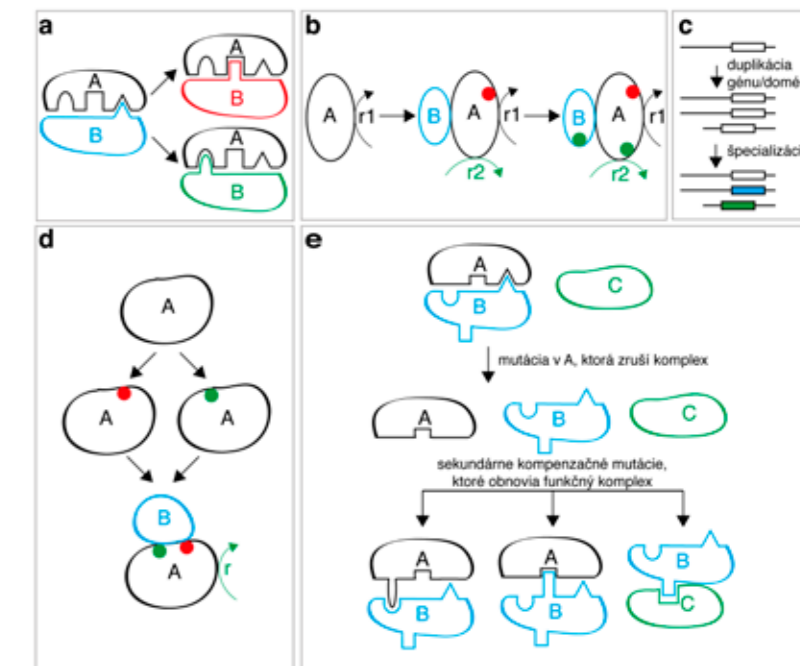 a
A
B
A
B
A
B
b
A
r1
B
A
r1
r2
B
A
r1
r2
c
duplikácia
génu/domé
špecializáci
d
A
A
A
B
A
r
e
A
B
C
mutácia v A, ktorá zruší komplex
A
B
C
sekundárne kompenzačné mutácie,
ktoré obnovia funkčný komplex
A
B
A
B
B
C